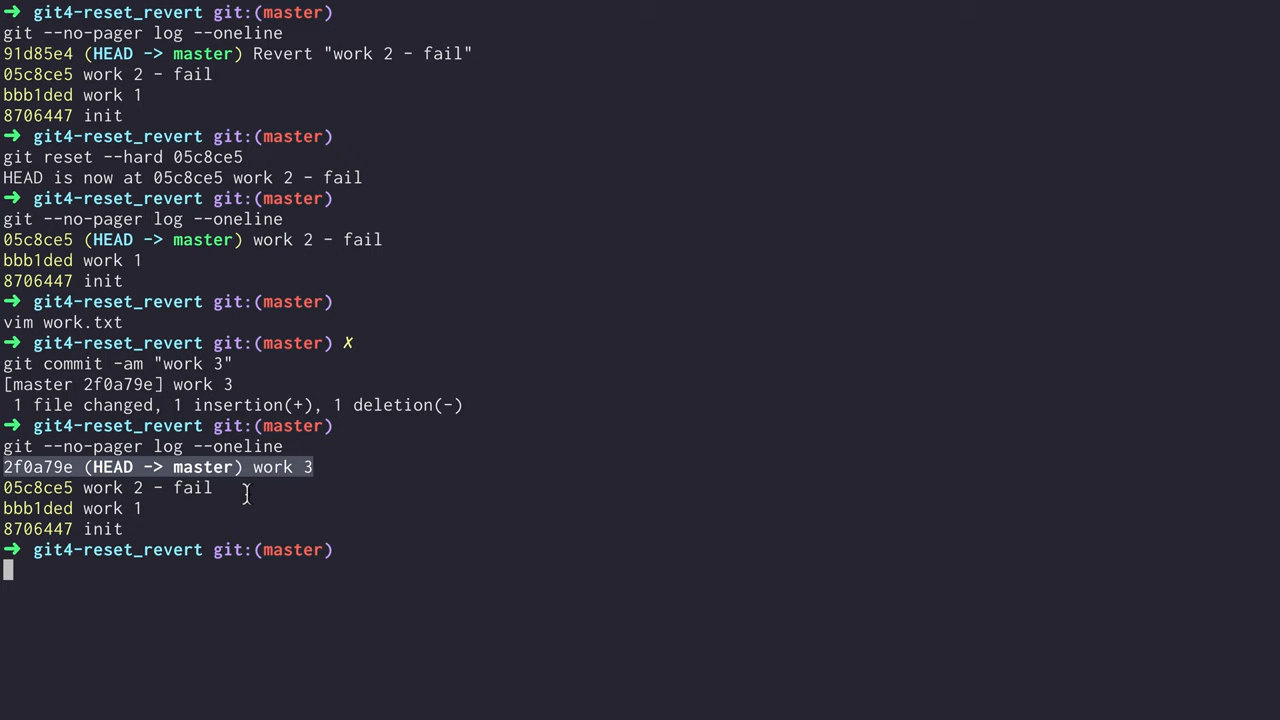 ➜ git4-reset_revert git:(master)
git --no-pager log --oneline
91d85e4 (HEAD -> master) Revert "work 2 - fail"
05c8ce5 work 2 - fail
bbb1ded work 1
8706447 init
➜ git4-reset_revert git:(master)
git reset --hard 05c8ce5
HEAD is now at 05c8ce5 work 2 - fail
➜ git4-reset_revert git:(master)
git --no-pager log --oneline
05c8ce5 (HEAD -> master) work 2 - fail
bbb1ded work 1
8706447 init
➜ git4-reset_revert git:(master)
vim work.txt
➜ git4-reset_revert git:(master) ✗
git commit -am "work 3"
[master 2f0a79e] work 3
 1 file changed, 1 insertion(+), 1 deletion(-)
➜ git4-reset_revert git:(master)
git --no-pager log --oneline
2f0a79e (HEAD -> master) work 3
05c8ce5 work 2 - fail
bbb1ded work 1
8706447 init
➜ git4-reset_revert git:(master)